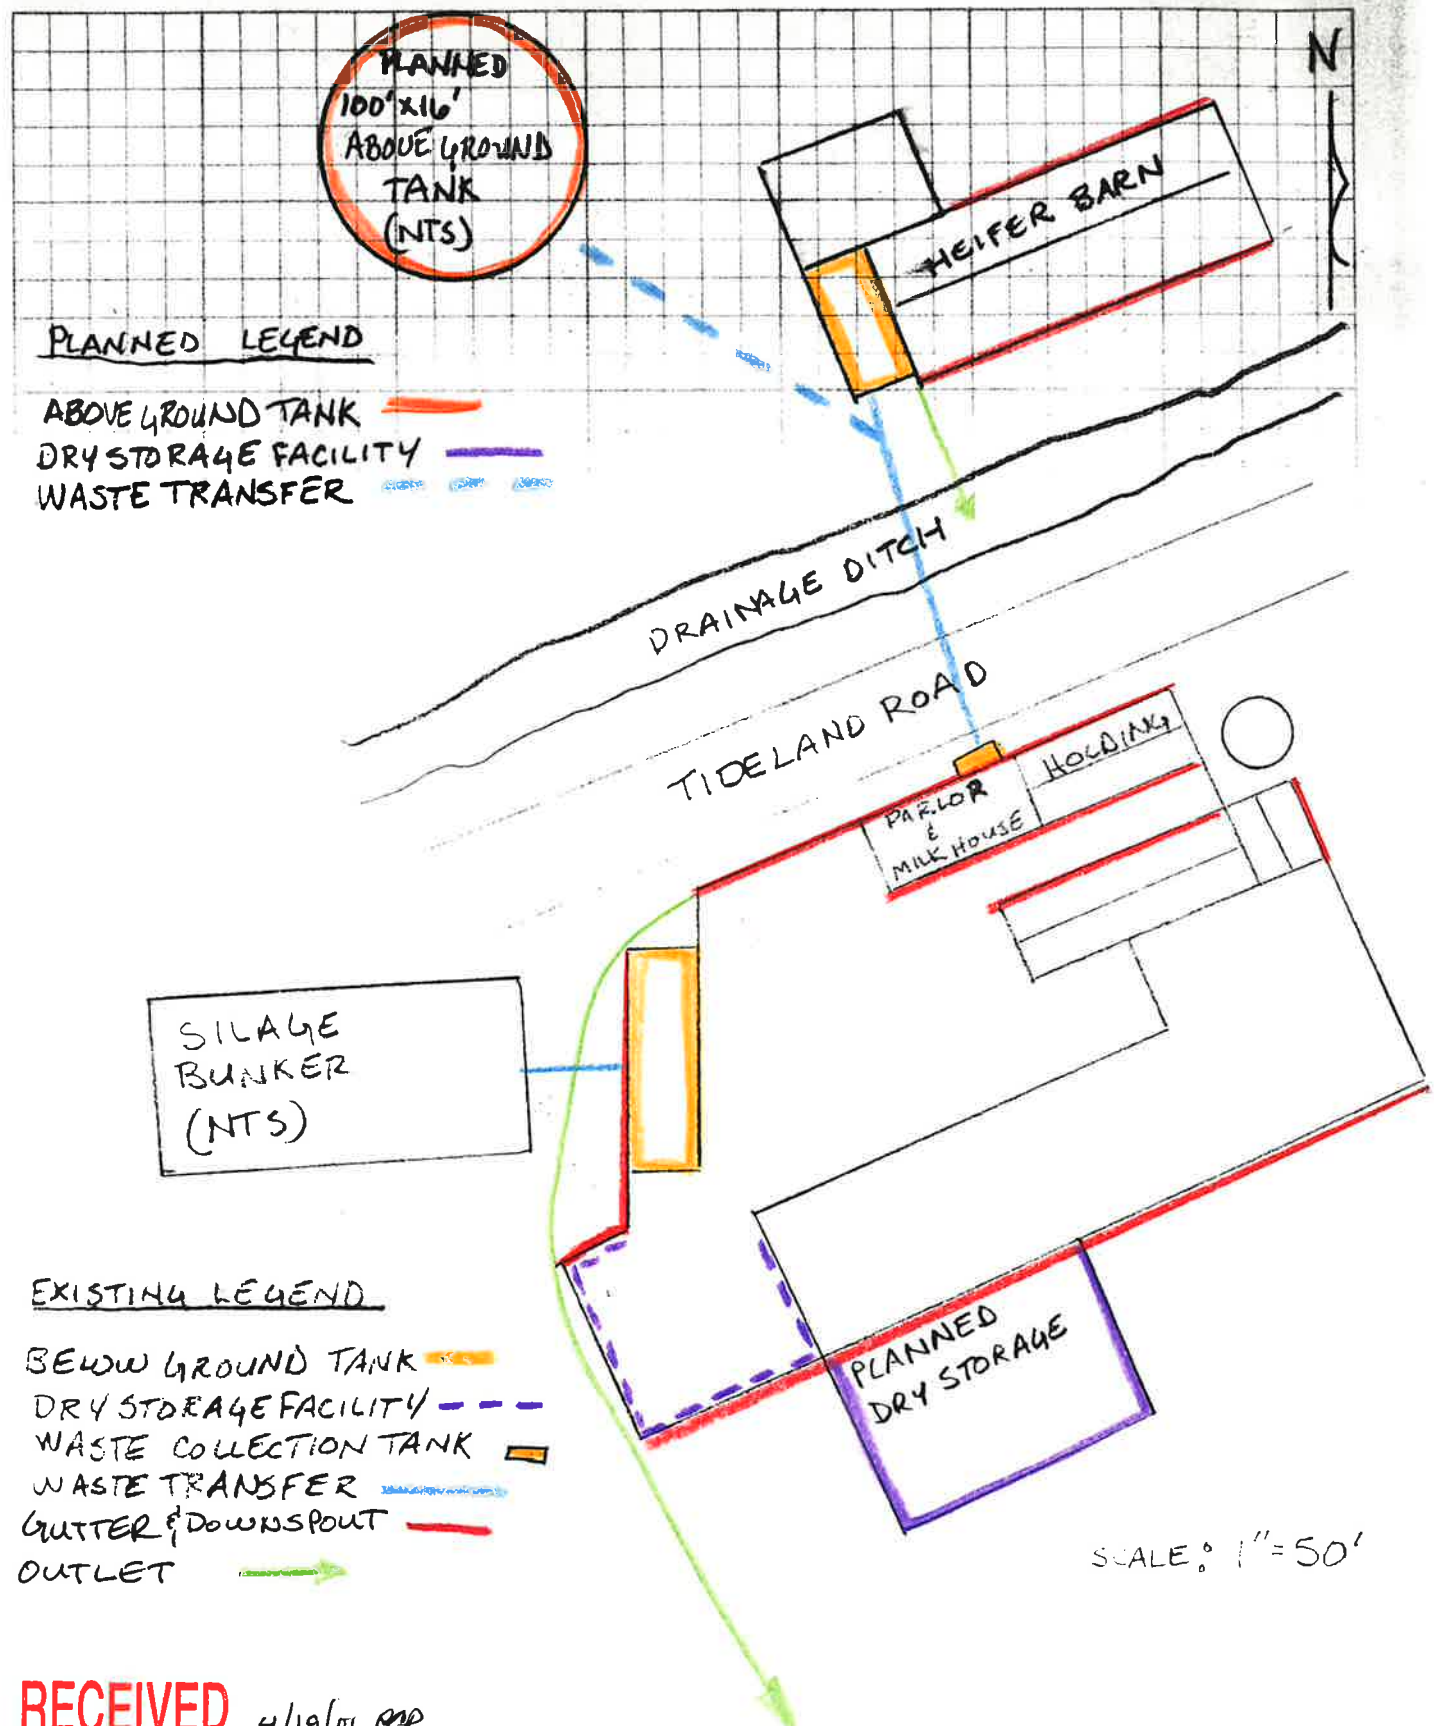 N
PLANNED
100'x16'
ABOVE GROUND
TANK
(NTS)
HEIFER BARN
PLANNED LEGEND
ABOVE GROUND TANK
DRY STORAGE FACILITY
WASTE TRANSFER
DRAINAGE DITCH
TIDELAND ROAD
HOLDING
PARLOR
&
MILK HOUSE
SILAGE
BUNKER
(NTS)
EXISTING LEGEND
BELOW GROUND TANK
DRY STORAGE FACILITY
WASTE COLLECTION TANK
WASTE TRANSFER
GUTTER & DOWNSPOUT
OUTLET
PLANNED
DRY STORAGE
SCALE: 1"=50'
RECEIVED